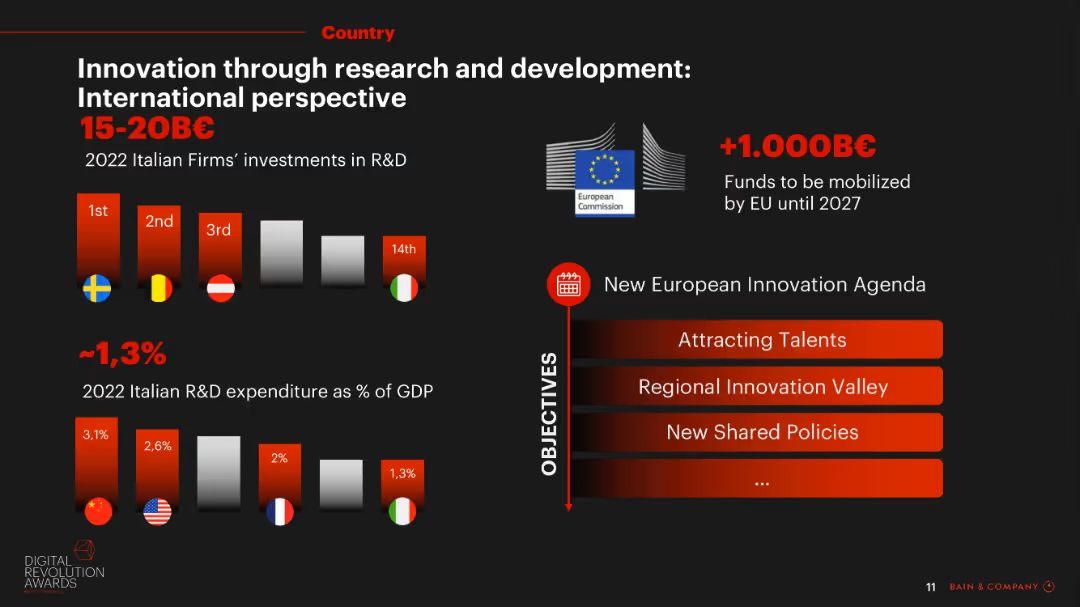 Country
Innovation through research and development:
International perspective
15-20B€
2022 Italian Firms’ investments in R&D
1st
2nd
3rd
14th
~1,3%
2022 Italian R&D expenditure as % of GDP
3,1%
2,6%
2%
1,3%
European
Commission
+1.000B€
Funds to be mobilized
by EU until 2027
New European Innovation Agenda
OBJECTIVES
Attracting Talents
Regional Innovation Valley
New Shared Policies
...
DIGITAL
REVOLUTION
AWARDS
11
BAIN & COMPANY